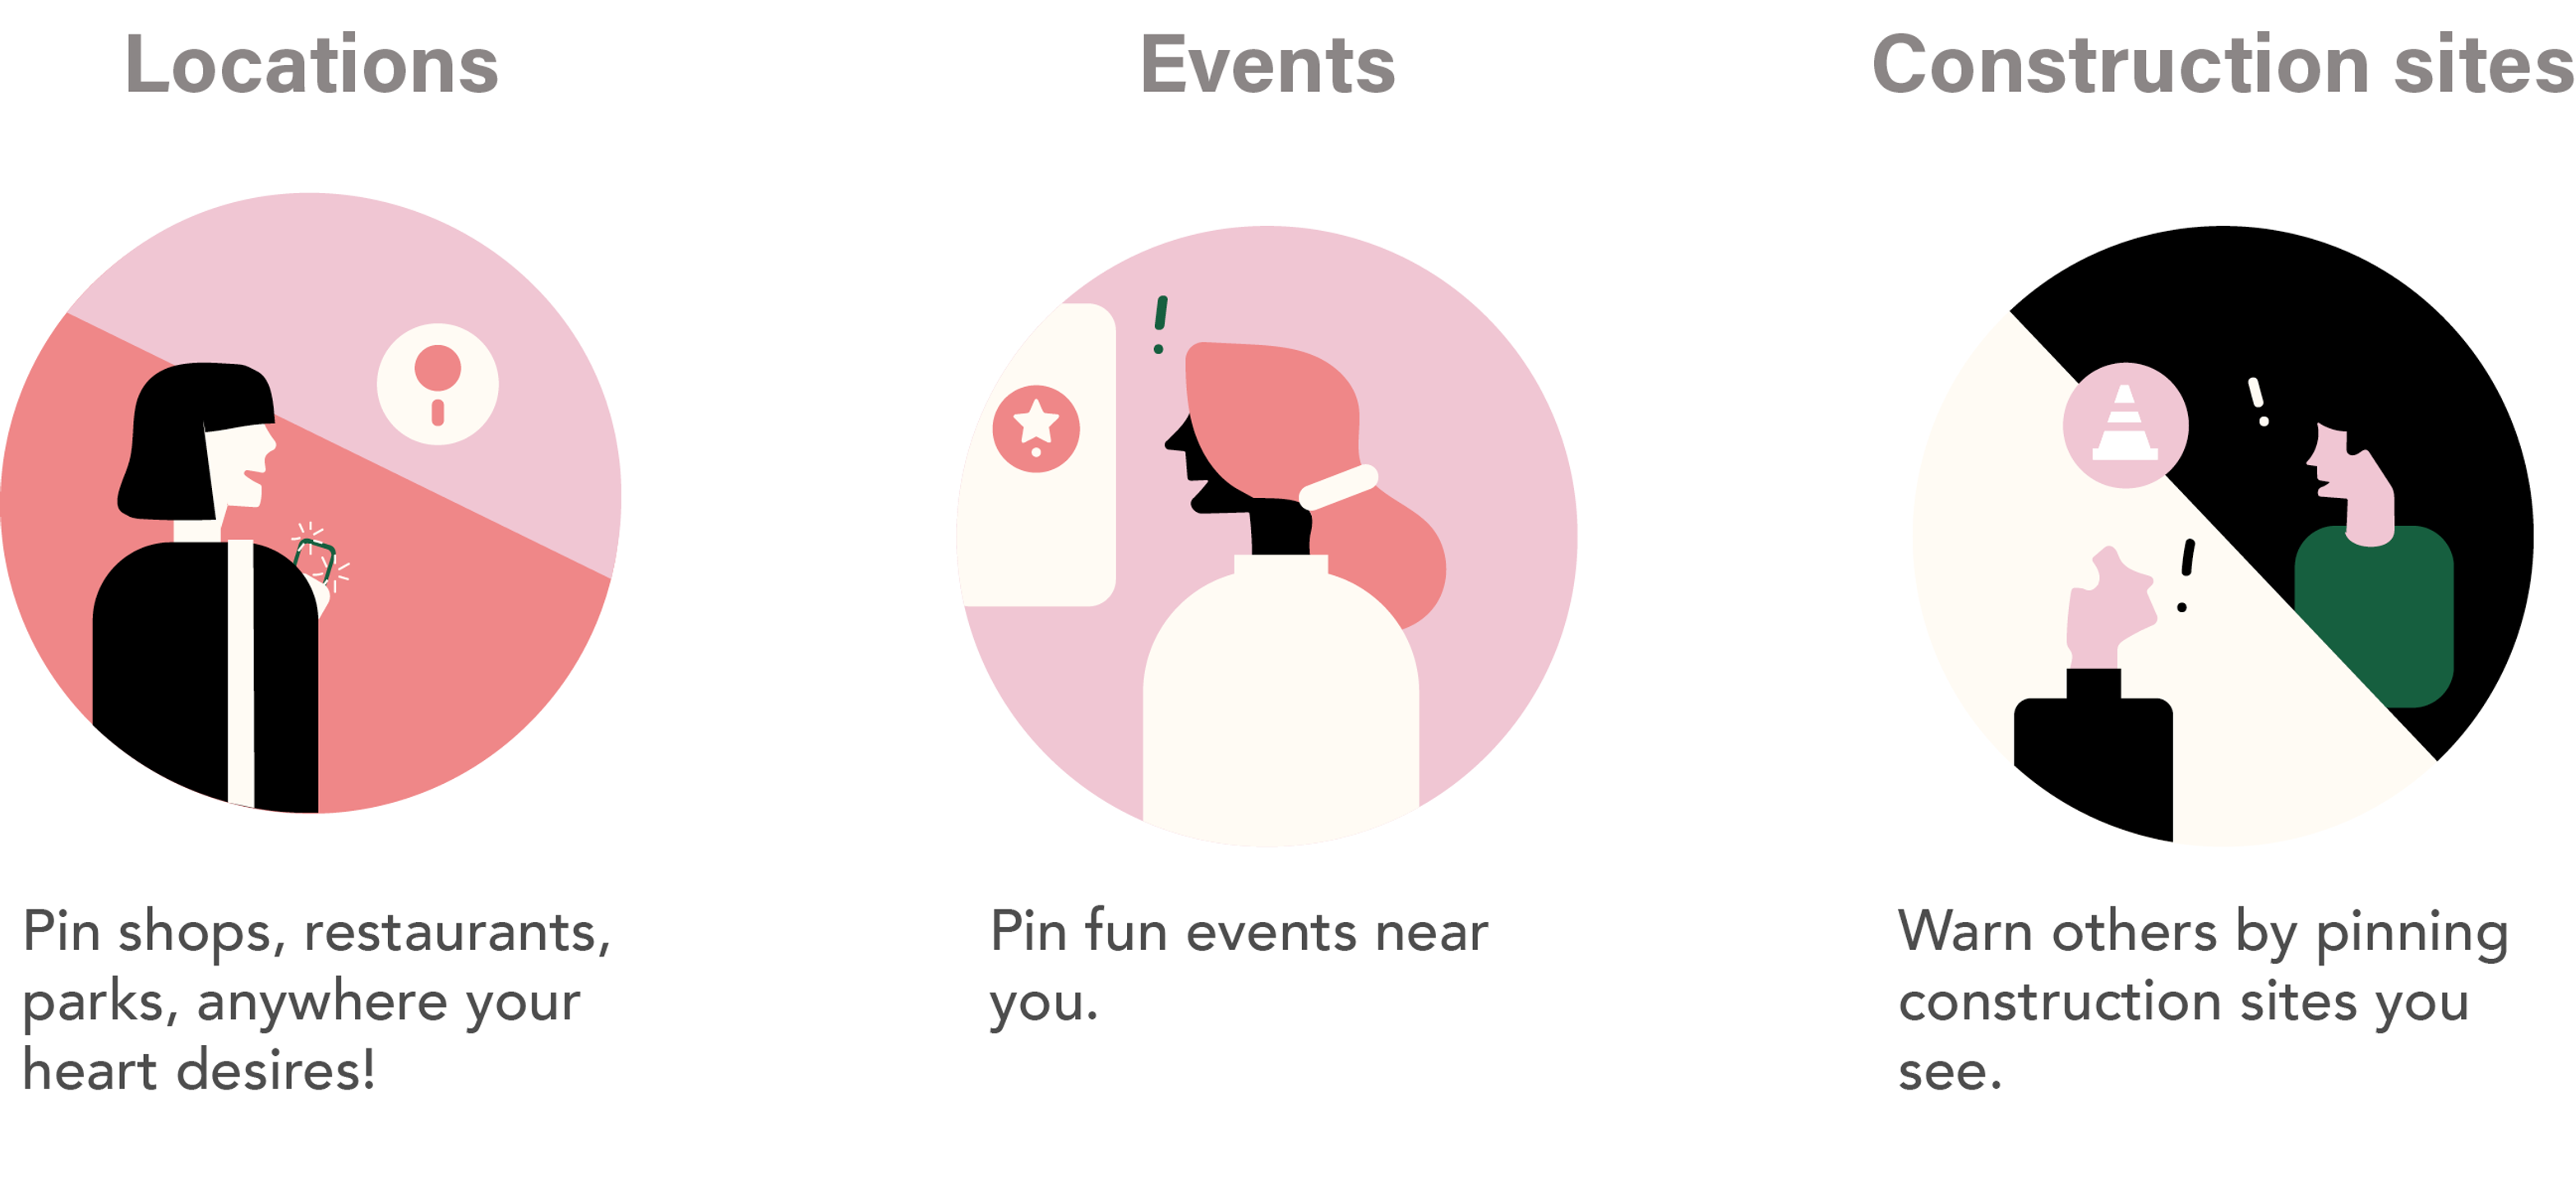 Locations
Events
Construction sites
Pin shops, restaurants,
parks, anywhere your
heart desires!
Pin fun events near
you.
Warn others by pinning
construction sites you
see.